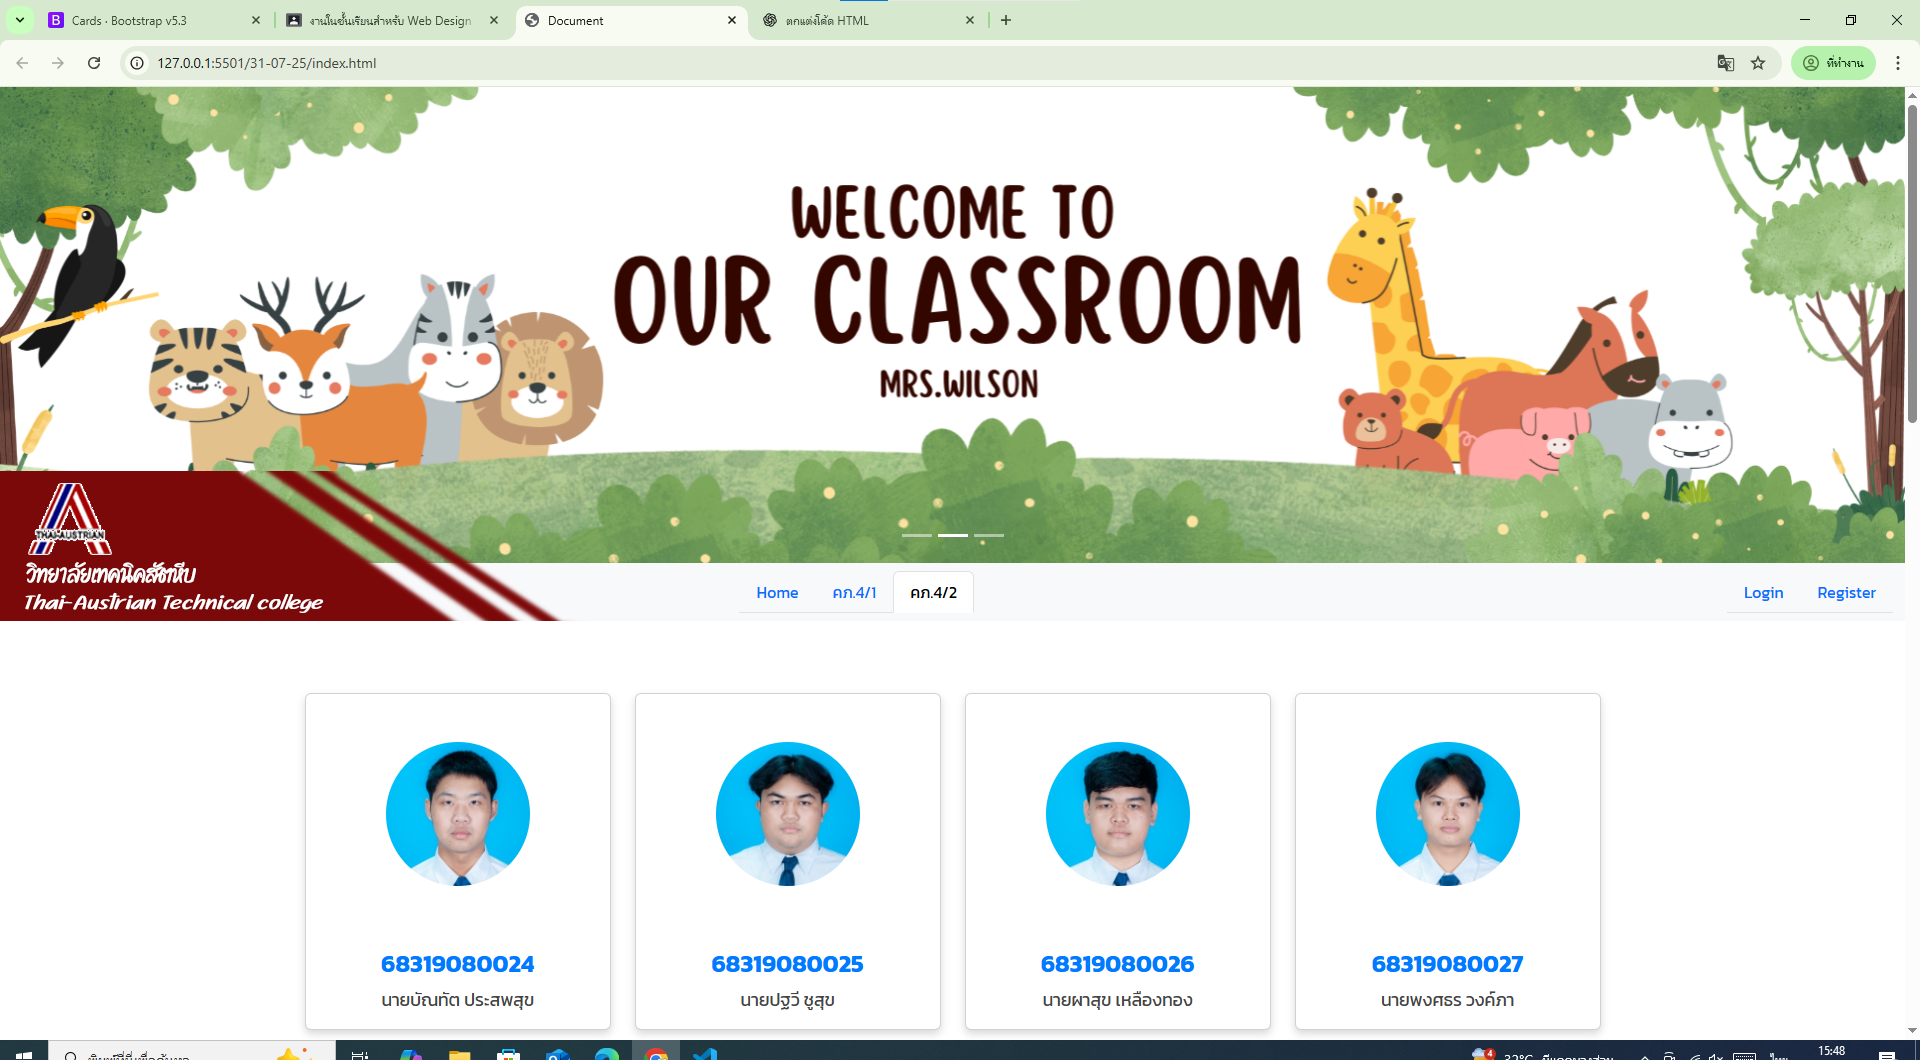 Cards · Bootstrap v5.3
งานในชั้นเรียนสำหรับ Web Design
Document
ตกแต่งโค้ด HTML
127.0.0.1:5501/31-07-25/index.html
ที่ทำงาน
WELCOME TO
OUR CLASSROOM
MRS.WILSON
THAI-AUSTRIAN
วิทยาลัยเทคนิคสัตหีบ
Thai-Austrian Technical college
Home
คภ.4/1
คภ.4/2
Login
Register
68319080024
นายบัณฑัต ประสพสุข
68319080025
นายปฐวี ชูสุข
68319080026
นายผาสุข เหลืองทอง
68319080027
นายพงศธร วงค์ภา
4
15:48